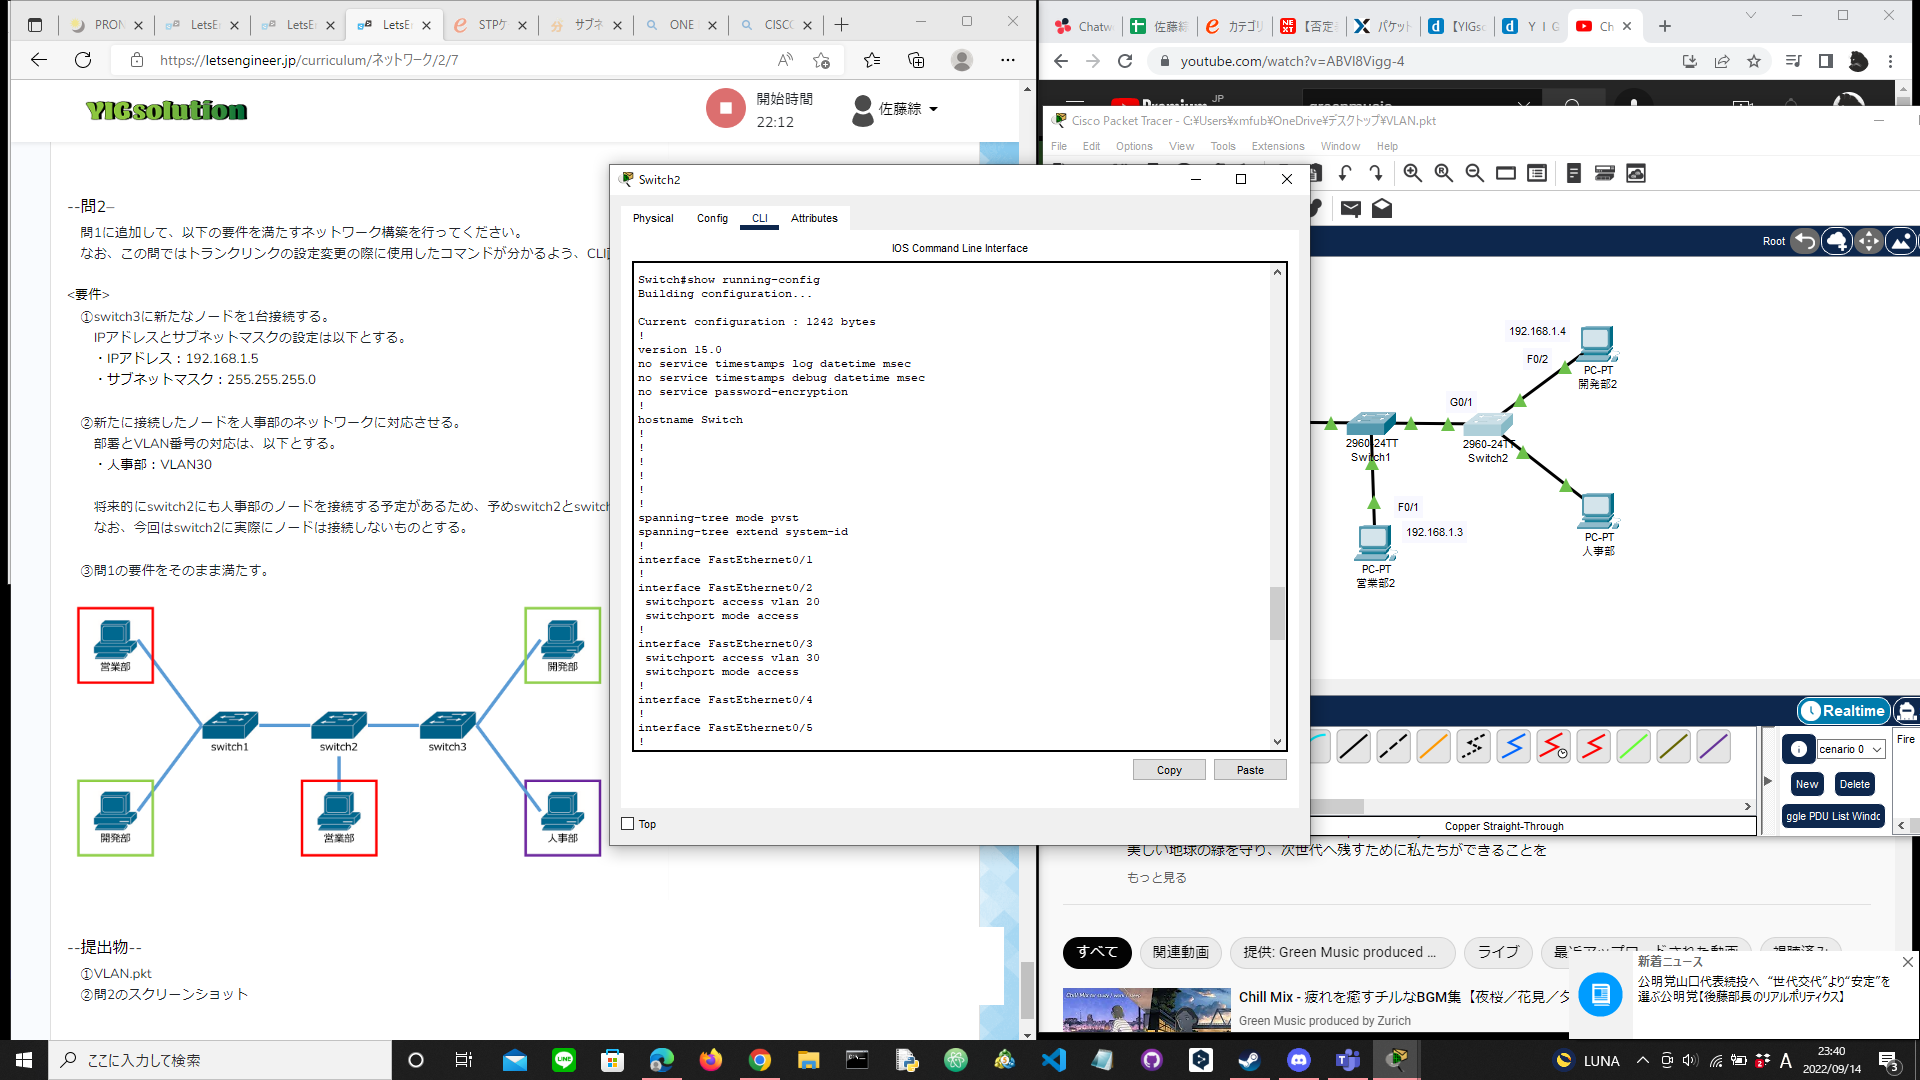 PRON
LetsE
LetsE
LetsE
STPケ
サブネ
ONE
CISCO
https://letsengineer.jp/curriculum/ネットワーク/2/7
YIGsolution
開始時間
22:12
佐藤綜
--問2--
問1に追加して、以下の要件を満たすネットワーク構築を行ってください。
なお、この問ではトランクリンクの設定変更の際に使用したコマンドが分かるよう、CLI
<要件>
①switch3に新たなノードを1台接続する。
IPアドレスとサブネットマスクの設定は以下とする。
・IPアドレス：192.168.1.5
・サブネットマスク：255.255.255.0
②新たに接続したノードを人事部のネットワークに対応させる。
部署とVLAN番号の対応は、以下とする。
・人事部：VLAN30
将来的にswitch2にも人事部のノードを接続する予定があるため、予めswitch2とswitc
なお、今回はswitch2に実際にノードは接続しないものとする。
③問1の要件をそのまま満たす。
営業部
開発部
switch1
switch2
switch3
開発部
営業部
人事部
--提出物--
①VLAN.pkt
②問2のスクリーンショット
Switch2
Physical
Config
CLI
Attributes
IOS Command Line Interface
Switch#show running-config
Building configuration...
Current configuration : 1242 bytes
!
version 15.0
no service timestamps log datetime msec
no service timestamps debug datetime msec
no service password-encryption
!
hostname Switch
!
!
!
!
!
!
spanning-tree mode pvst
spanning-tree extend system-id
!
interface FastEthernet0/1
!
interface FastEthernet0/2
switchport access vlan 20
switchport mode access
!
interface FastEthernet0/3
switchport access vlan 30
switchport mode access
!
interface FastEthernet0/4
!
interface FastEthernet0/5
!
Copy
Paste
Top
Chatw
佐藤綜
カテゴリ
【否定
パケット
【YIGsc
Y I G
Ch
youtube.com/watch?v=ABVl8Vigg-4
Premium JP
Cisco Packet Tracer - C:¥Users¥xmfub¥OneDrive¥デスクトップ¥VLAN.pkt
File Edit Options View Tools Extensions Window Help
Root
192.168.1.4
F0/2
PC-PT
開発部2
G0/1
2960-24TT
Switch1
2960-24TT
Switch2
F0/1
192.168.1.3
PC-PT
営業部2
PC-PT
人事部
Realtime
cenario 0
Fire
New
Delete
ggle PDU List Windo
Copper Straight-Through
美しい地球の緑を守り、次世代へ残すために私たちができることを
もっと見る
すべて
関連動画
提供: Green Music produced ...
ライブ
最近アップロードされた動画
視聴済み
Chill Mix for study / work / sleep
Chill Mix - 疲れを癒すチルなBGM集【夜桜／花見／夕
Green Music produced by Zurich
新着ニュース
公明党山口代表続投へ “世代交代”より“安定”を
選ぶ公明党【後藤部長のリアルポリティクス】
ここに入力して検索
LUNA
A
23:40
2022/09/14
3